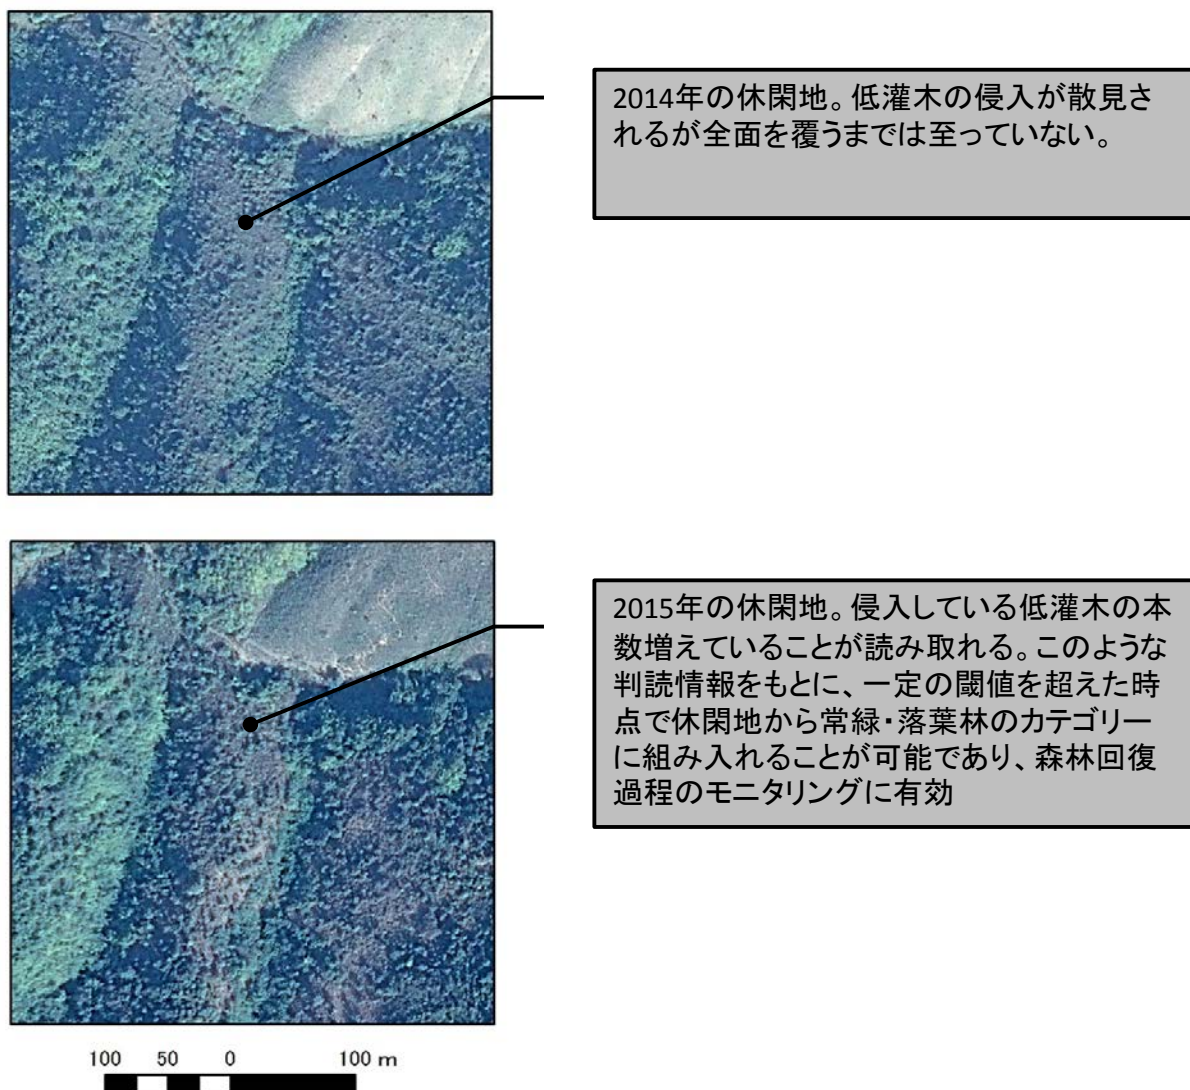 2014年の休閑地。低灌木の侵入が散見さ
れるが全面を覆うまでは至っていない。
2015年の休閑地。侵入している低灌木の本
数増えていることが読み取れる。このような
判読情報をもとに、一定の閾値を超えた時
点で休閑地から常緑・落葉林のカテゴリー
に組み入れることが可能であり、森林回復
過程のモニタリングに有効
100 50 0 100 m